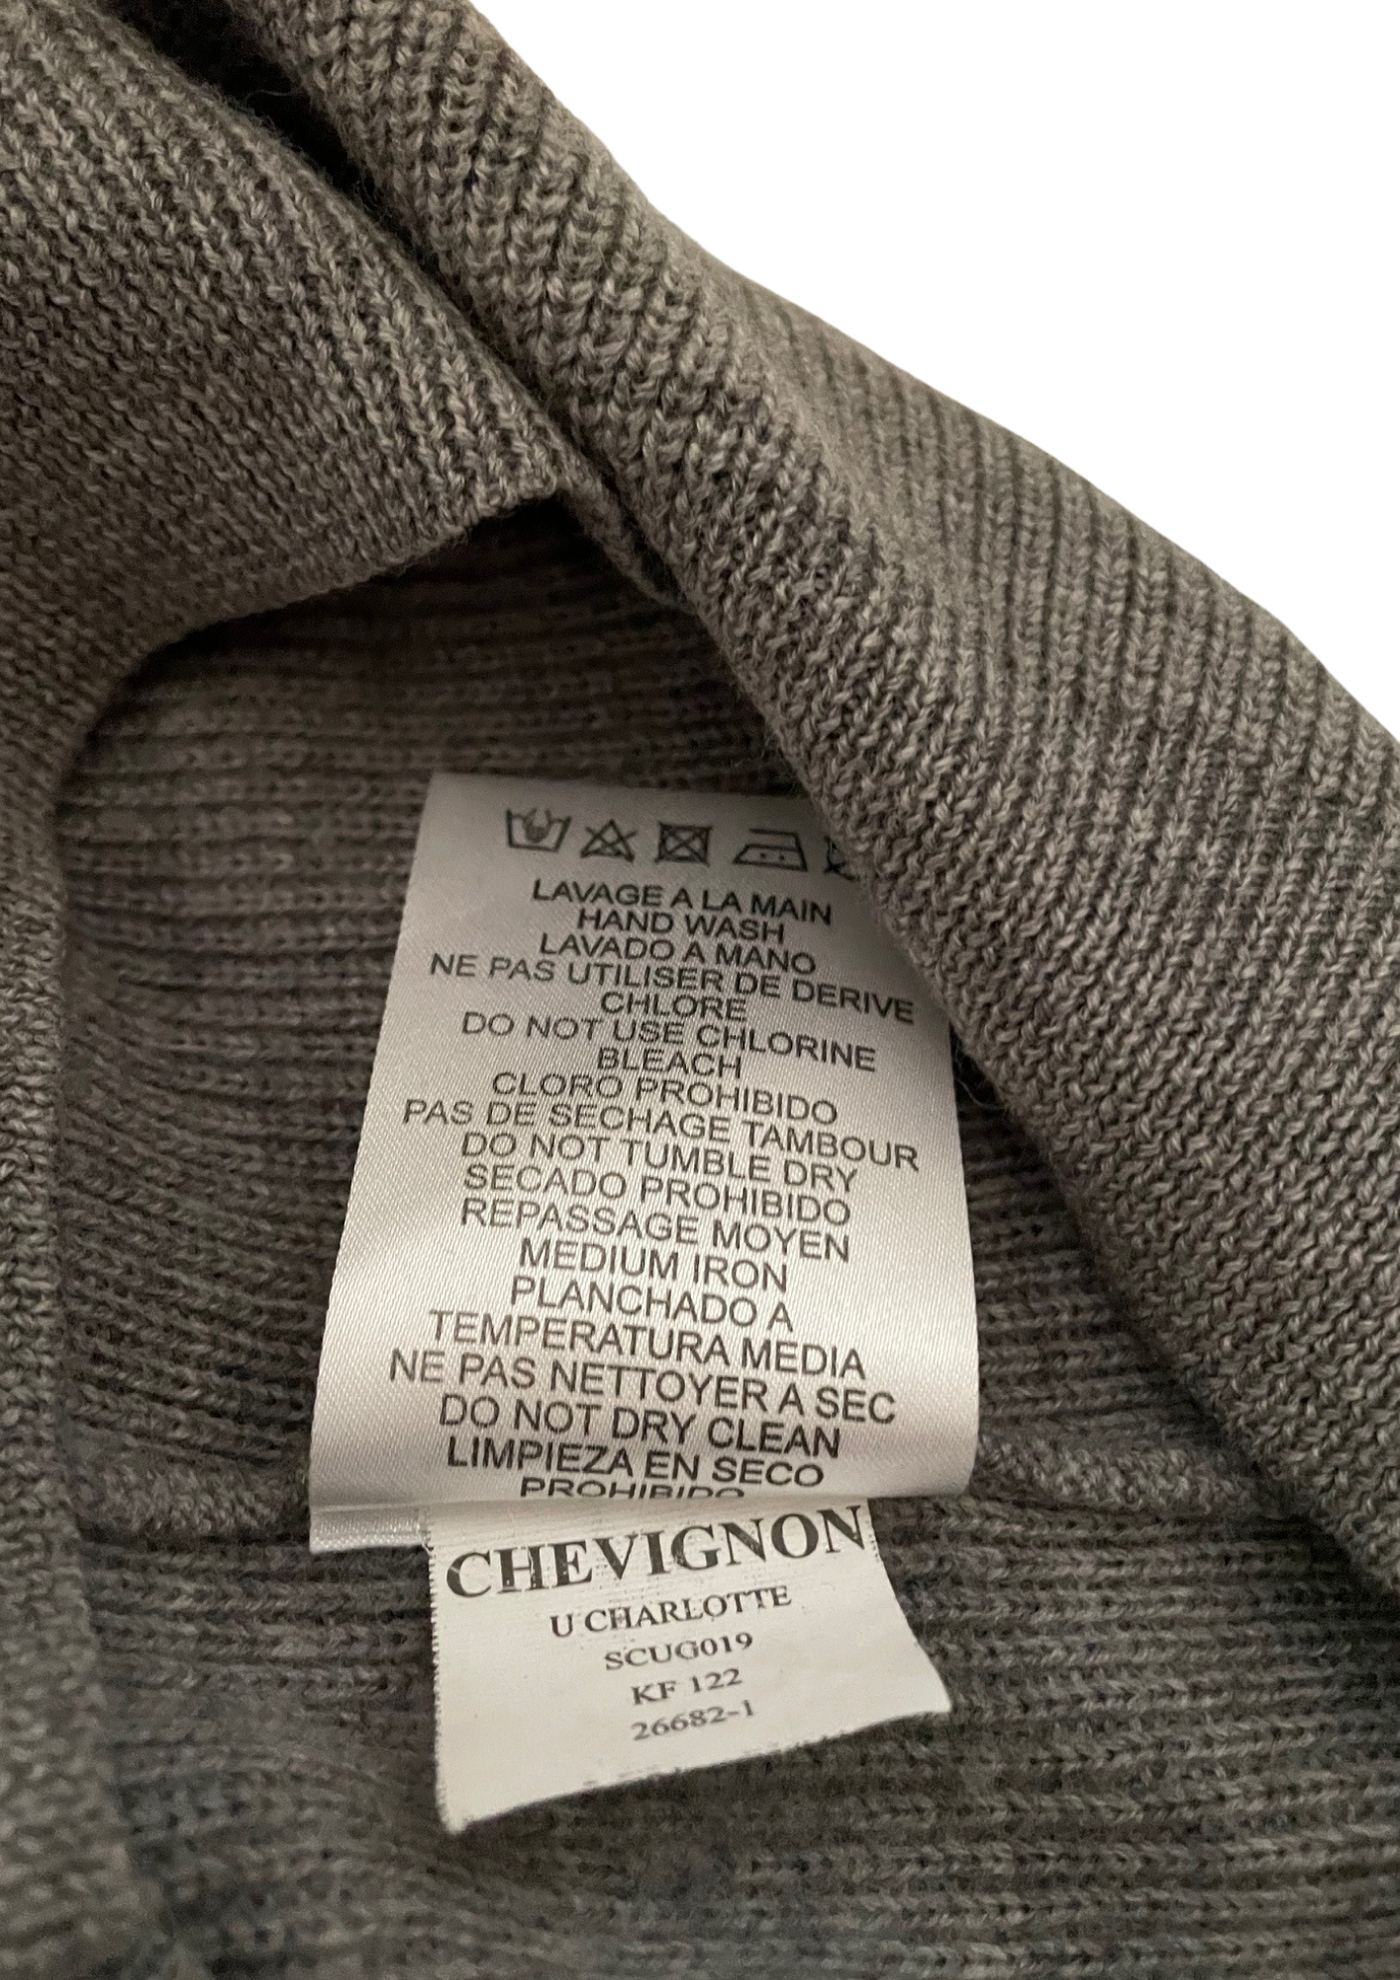 LAVAGE A LA MAIN
HAND WASH
LAVADO A MANO
NE PAS UTILISER DE DERIVE
CHLORE
DO NOT USE CHLORINE
BLEACH
CLORO PROHIBIDO
PAS DE SECHAGE TAMBOUR
DO NOT TUMBLE DRY
SECADO PROHIBIDO
REPASSAGE MOYEN
MEDIUM IRON
PLANCHADO A
TEMPERATURA MEDIA
NE PAS NETTOYER A SEC
DO NOT DRY CLEAN
LIMPIEZA EN SECO
PROHIBIDO
CHEVIGNON
U CHARLOTTE
SCUG019
KF 122
26682-1